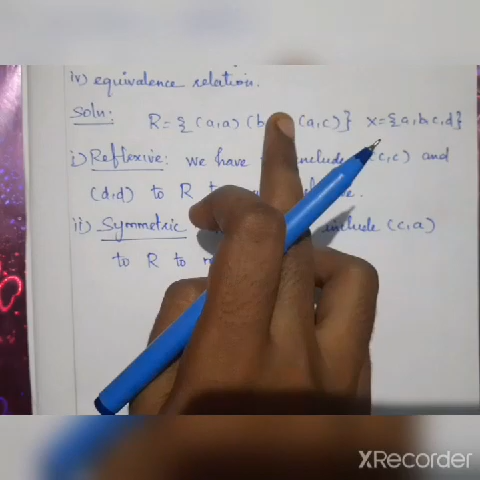 iv) equivalence relation.
Soln: R = { (a,a) (b (a,c)} X={a,b,c,d}
i) Reflexive: we have include (c,c) and
(d,d) to R
ii) Symmetric include (c,a)
to R to
XRecorder